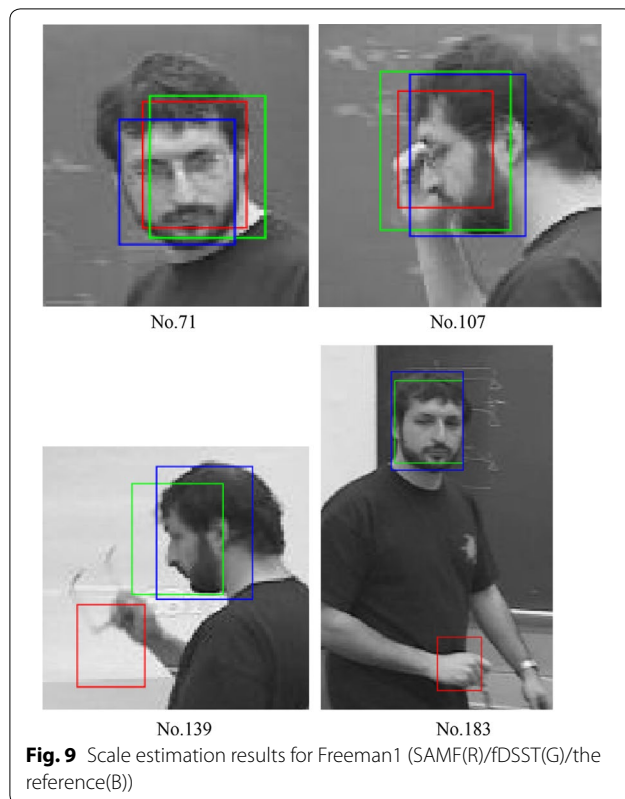 No.71
No.107
No.139
No.183
Fig. 9 Scale estimation results for Freeman1 (SAMF(R)/fDSST(G)/the
reference(B))